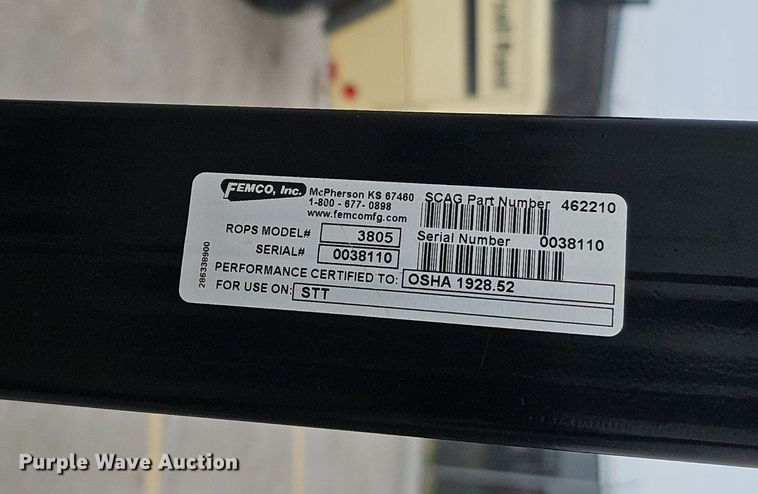 FEMCO, Inc.
McPherson KS 67460
1-800-677-0898
www.femcomfg.com
SCAG Part Number 462210
ROPS MODEL# 3805
Serial Number 0038110
SERIAL# 0038110
PERFORMANCE CERTIFIED TO: OSHA 1928.52
FOR USE ON: STT
286338900
Purple Wave Auction